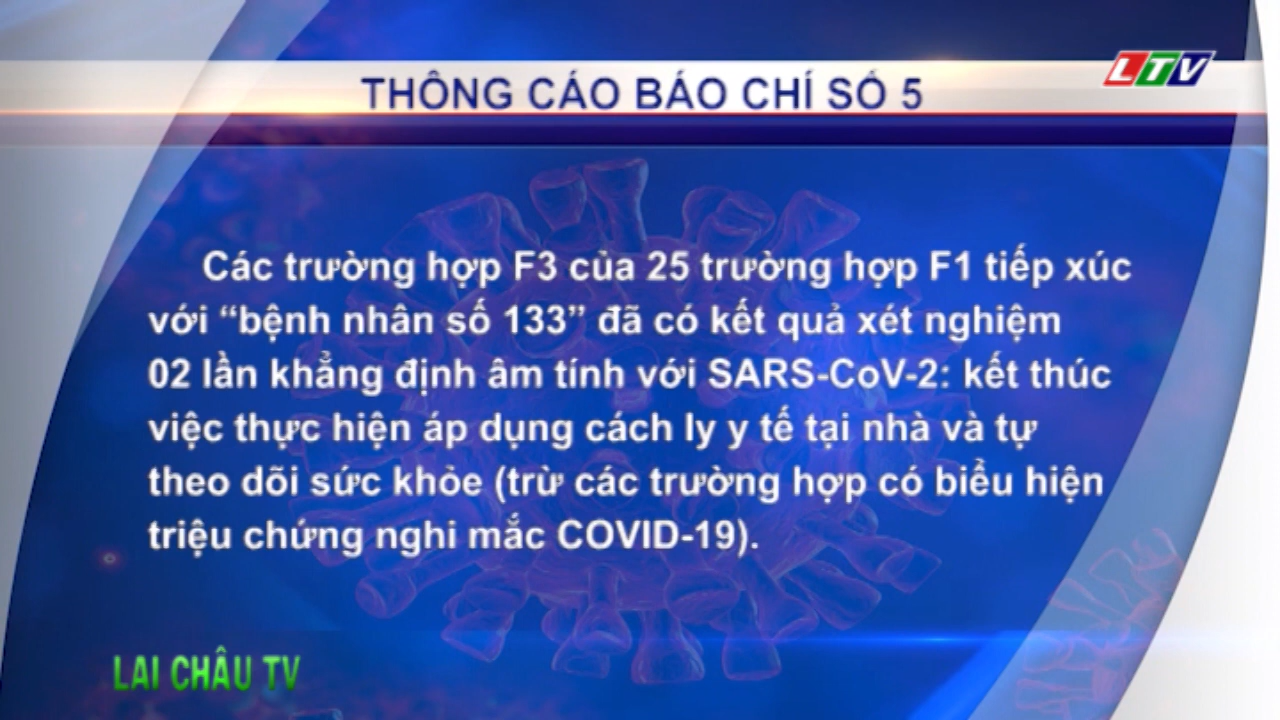 LTV
THÔNG CÁO BÁO CHÍ SỐ 5
Các trường hợp F3 của 25 trường hợp F1 tiếp xúc
với “bệnh nhân số 133” đã có kết quả xét nghiệm
02 lần khẳng định âm tính với SARS-CoV-2: kết thúc
việc thực hiện áp dụng cách ly y tế tại nhà và tự
theo dõi sức khỏe (trừ các trường hợp có biểu hiện
triệu chứng nghi mắc COVID-19).
LAI CHÂU TV